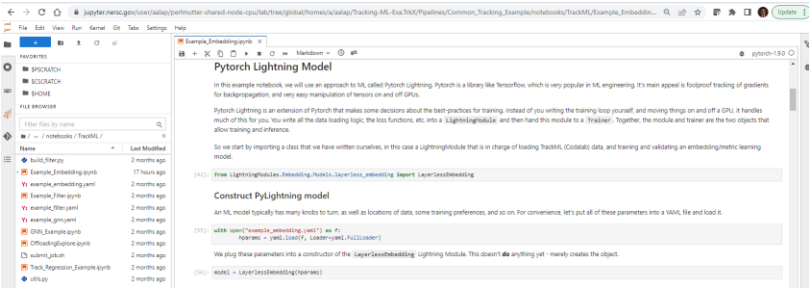 jupyter.nersc.gov/user/aalap/perlmutter-shared-node-cpu/lab/tree/global/homes/a/aalap/Tracking-ML-Exa.TrkX/Pipelines/Common_Tracking_Example/notebooks/TrackML/Example_Embeddin...
Update
File Edit View Run Kernel Git Tabs Settings Help
FAVORITES
$PSCRATCH
$CSCRATCH
$HOME
FILE BROWSER
Filter files by name
/ ··· / notebooks / TrackML /
Name Last Modified
build_filter.py 2 months ago
Example_Embedding.ipynb 17 hours ago
example_embedding.yaml 2 months ago
Example_Filter.ipynb 2 months ago
example_filter.yaml 2 months ago
example_gnn.yaml 2 months ago
GNN_Example.ipynb 2 months ago
OffloadingExplore.ipynb 2 months ago
submit_job.sh 2 months ago
Track_Regression_Example.ipynb 2 months ago
utils.py 2 months ago
Example_Embedding.ipynb
Markdown
pytorch-1.9.0
Pytorch Lightning Model
In this example notebook, we will use an approach to ML called Pytorch Lightning. Pytorch is a library like Tensorflow, which is very popular in ML engineering. It's main appeal is foolproof tracking of gradients
for backpropagation, and very easy manipulation of tensors on and off GPUs.
Pytorch Lightning is an extension of Pytorch that makes some decisions about the best-practices for training. Instead of you writing the training loop yourself, and moving things on and off a GPU, it handles
much of this for you. You write all the data loading logic, the loss functions, etc. into a LightningModule and then hand this module to a Trainer. Together, the module and trainer are the two objects that
allow training and inference.
So we start by importing a class that we have written ourselves, in this case a LightningModule that is in charge of loading TrackML (Codalab) data, and training and validating an embedding/metric learning
model.
from LightningModules.Embedding.Models.layerless_embedding import LayerlessEmbedding
Construct PyLightning model
An ML model typically has many knobs to turn, as well as locations of data, some training preferences, and so on. For convenience, let's put all of these parameters into a YAML file and load it.
with open("example_embedding.yaml") as f:
hparams = yaml.load(f, Loader=yaml.FullLoader)
We plug these parameters into a constructor of the LayerlessEmbedding Lightning Module. This doesn't do anything yet - merely creates the object.
model = LayerlessEmbedding(hparams)